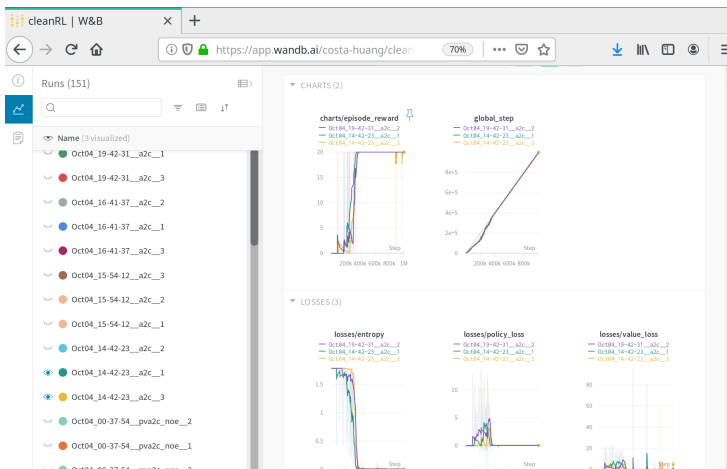 cleanRL | W&B
https://app.wandb.ai/costa-huang/clean
70%
Runs (151)
Name (3 visualized)
Oct04_19-42-31__a2c__1
Oct04_19-42-31__a2c__3
Oct04_16-41-37__a2c__2
Oct04_16-41-37__a2c__1
Oct04_16-41-37__a2c__3
Oct04_15-54-12__a2c__3
Oct04_15-54-12__a2c__2
Oct04_15-54-12__a2c__1
Oct04_14-42-23__a2c__2
Oct04_14-42-23__a2c__1
Oct04_14-42-23__a2c__3
Oct04_00-37-54__pva2c_noe__2
Oct04_00-37-54__pva2c_noe__1
CHARTS (2)
charts/episode_reward
Oct04_19-42-31__a2c__2
Oct04_14-42-23__a2c__1
Oct04_14-42-23__a2c__3
20
15
10
5
0
Step
200k 400k 600k 800k 1M
global_step
Oct04_19-42-31__a2c__2
Oct04_14-42-23__a2c__1
Oct04_14-42-23__a2c__3
8e+5
6e+5
4e+5
2e+5
0
Step
200k 400k 600k 800k
LOSSES (3)
losses/entropy
Oct04_19-42-31__a2c__2
Oct04_14-42-23__a2c__1
Oct04_14-42-23__a2c__3
1.5
1
0.5
Step
losses/policy_loss
Oct04_19-42-31__a2c__2
Oct04_14-42-23__a2c__1
Oct04_14-42-23__a2c__3
10
5
0
Step
losses/value_loss
Oct04_19-42-31__a2c__2
Oct04_14-42-23__a2c__1
Oct04_14-42-23__a2c__3
80
60
40
20
Step